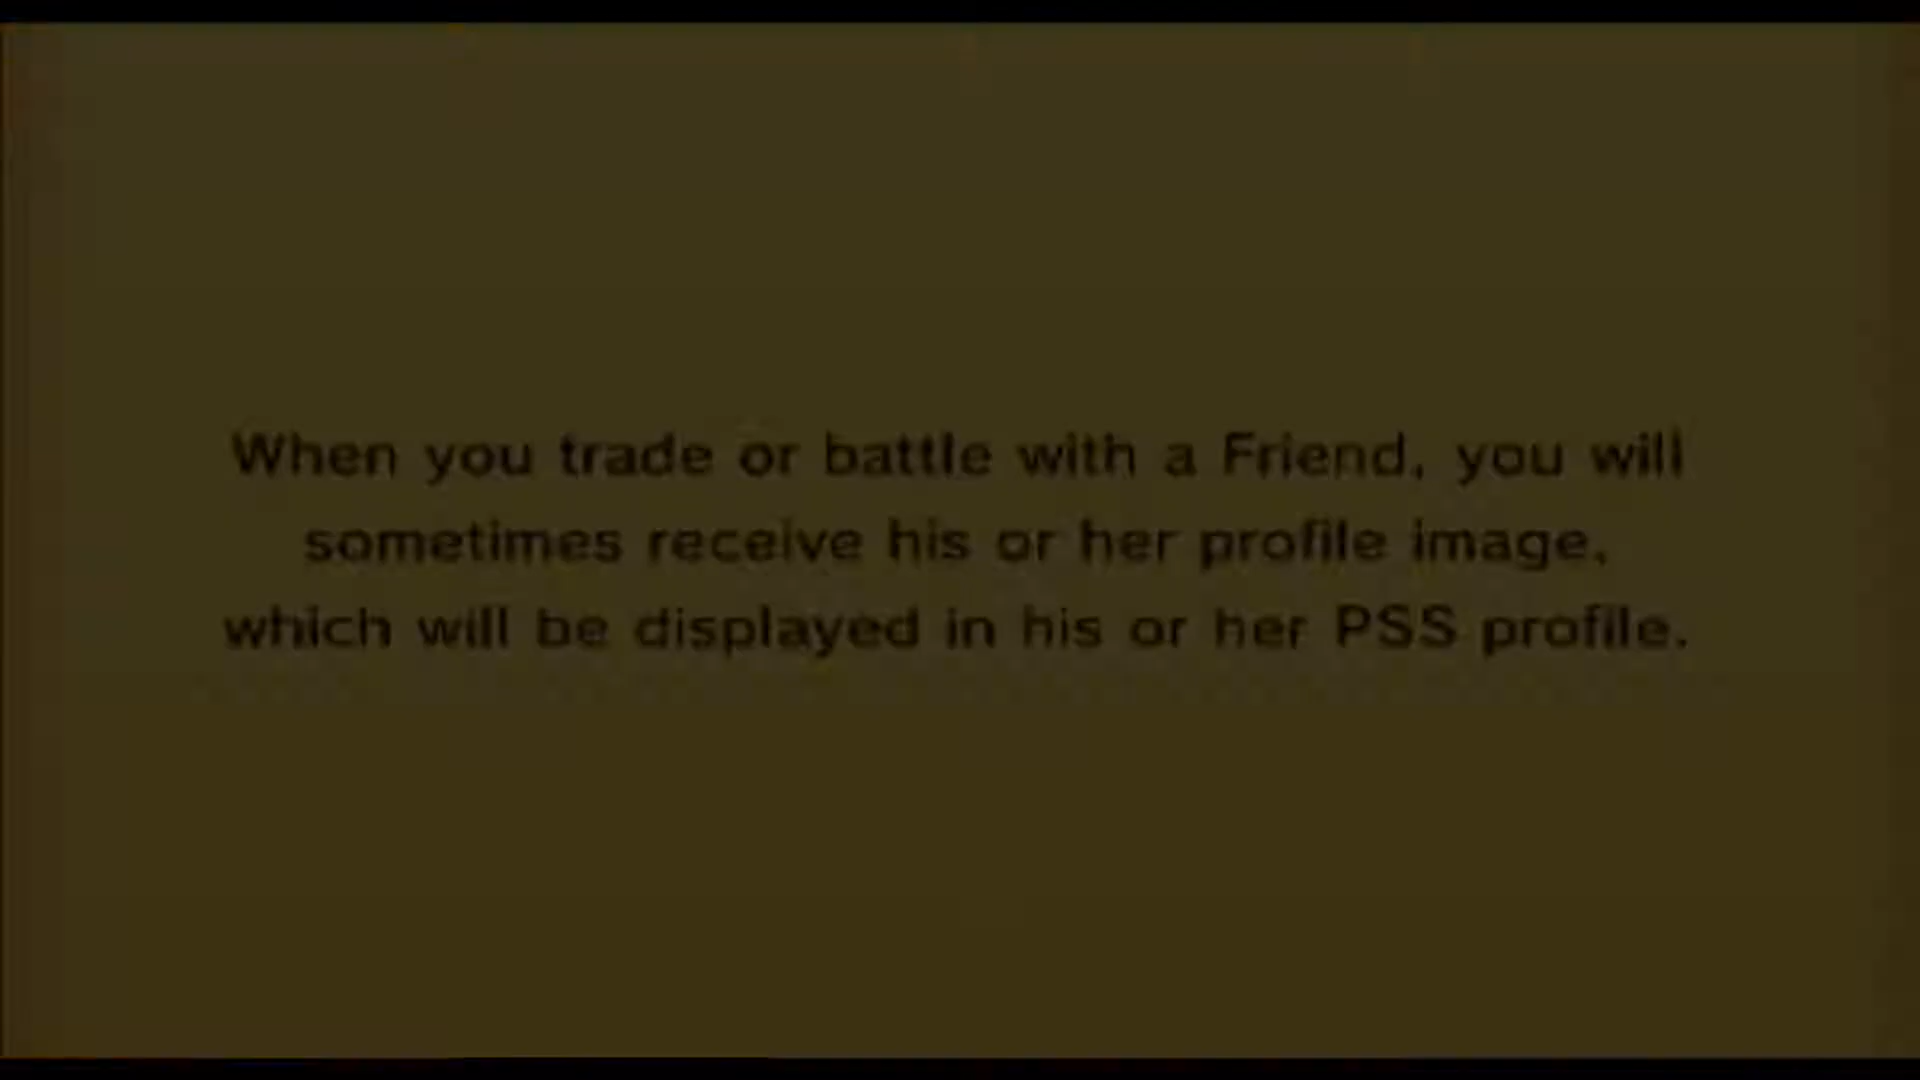 When you trade or battle with a Friend, you will
sometimes receive his or her profile image,
which will be displayed in his or her PSS profile.